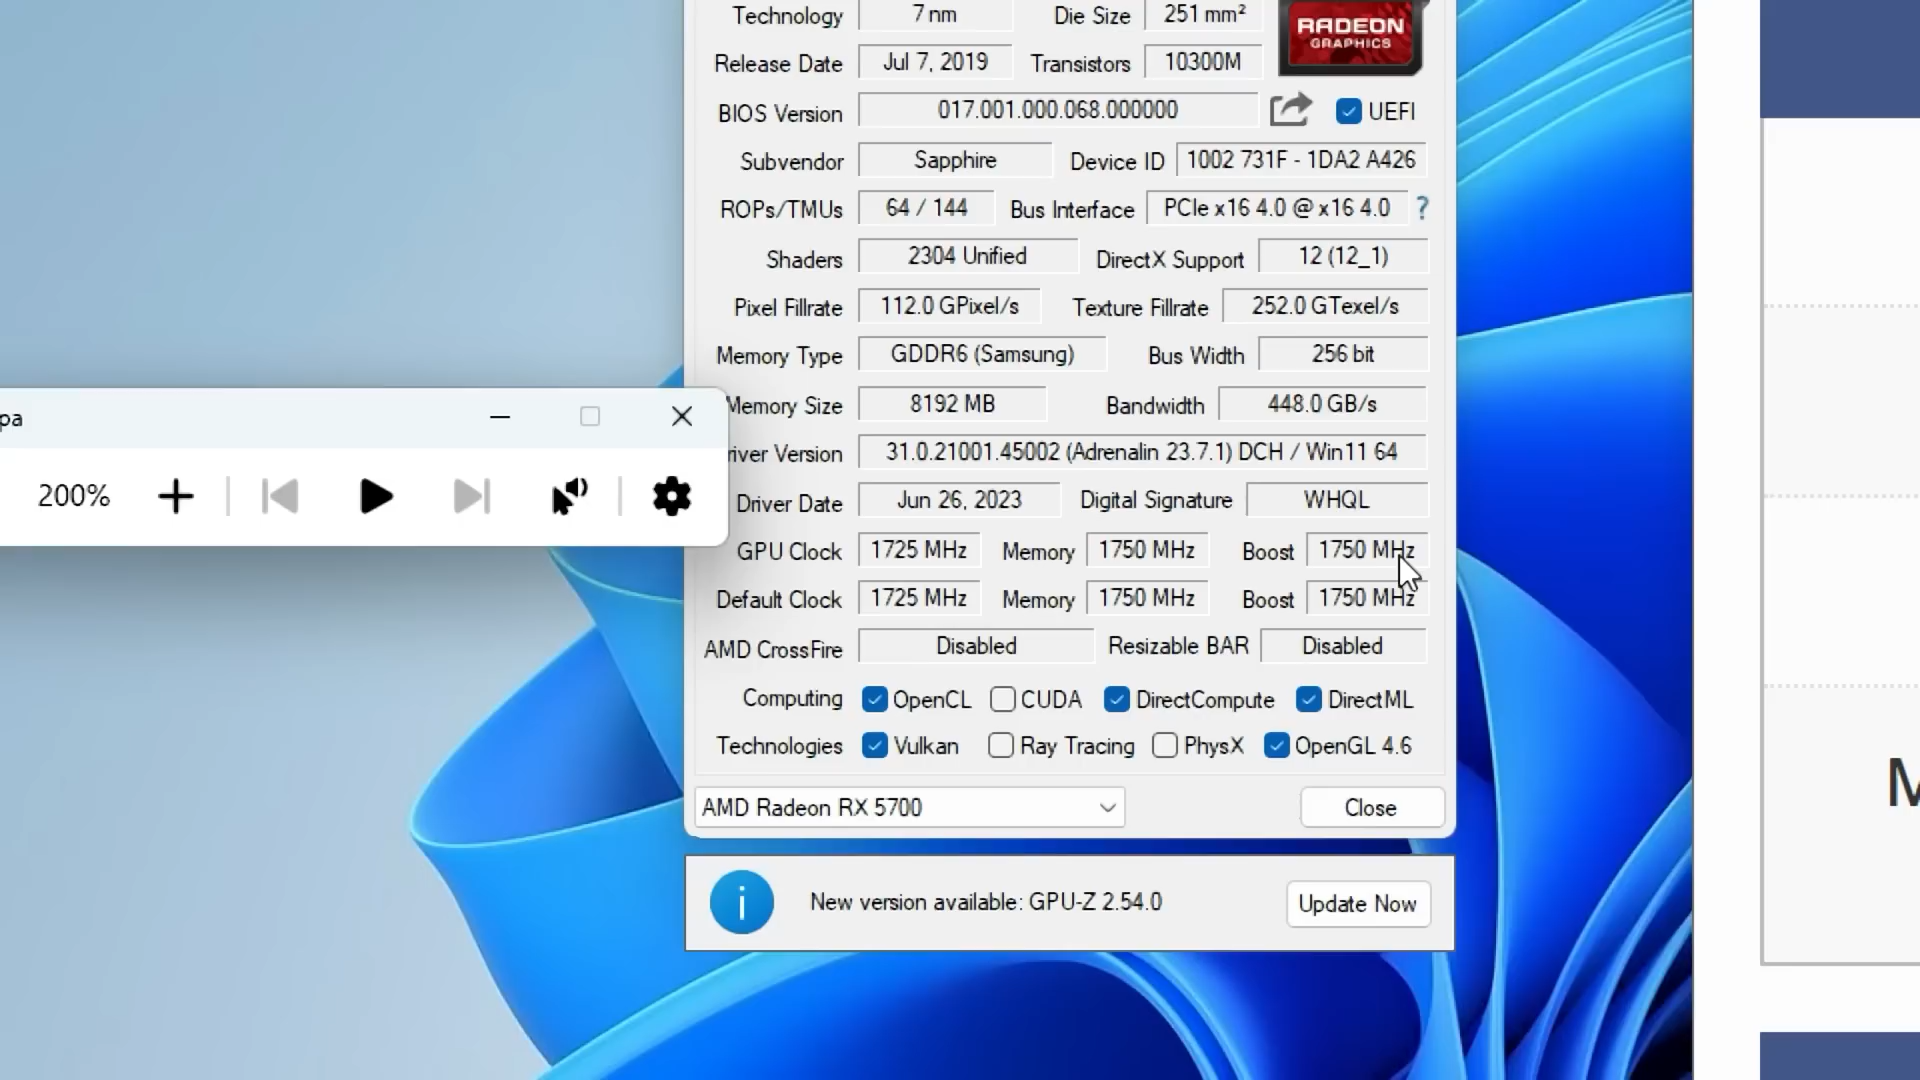 Technology 7 nm Die Size 251 mm² RADEON
GRAPHICS
Release Date Jul 7, 2019 Transistors 10300M
BIOS Version 017.001.000.068.000000 UEFI
Subvendor Sapphire Device ID 1002 731F - 1DA2 A426
ROPs/TMUs 64 / 144 Bus Interface PCIe x16 4.0 @ x16 4.0 ?
Shaders 2304 Unified DirectX Support 12 (12_1)
Pixel Fillrate 112.0 GPixel/s Texture Fillrate 252.0 GTexel/s
Memory Type GDDR6 (Samsung) Bus Width 256 bit
pa
Memory Size 8192 MB Bandwidth 448.0 GB/s
river Version 31.0.21001.45002 (Adrenalin 23.7.1) DCH / Win11 64
200%
Driver Date Jun 26, 2023 Digital Signature WHQL
GPU Clock 1725 MHz Memory 1750 MHz Boost 1750 MHz
Default Clock 1725 MHz Memory 1750 MHz Boost 1750 MHz
AMD CrossFire Disabled Resizable BAR Disabled
Computing OpenCL CUDA DirectCompute DirectML
Technologies Vulkan Ray Tracing PhysX OpenGL 4.6
AMD Radeon RX 5700 Close
M
New version available: GPU-Z 2.54.0 Update Now